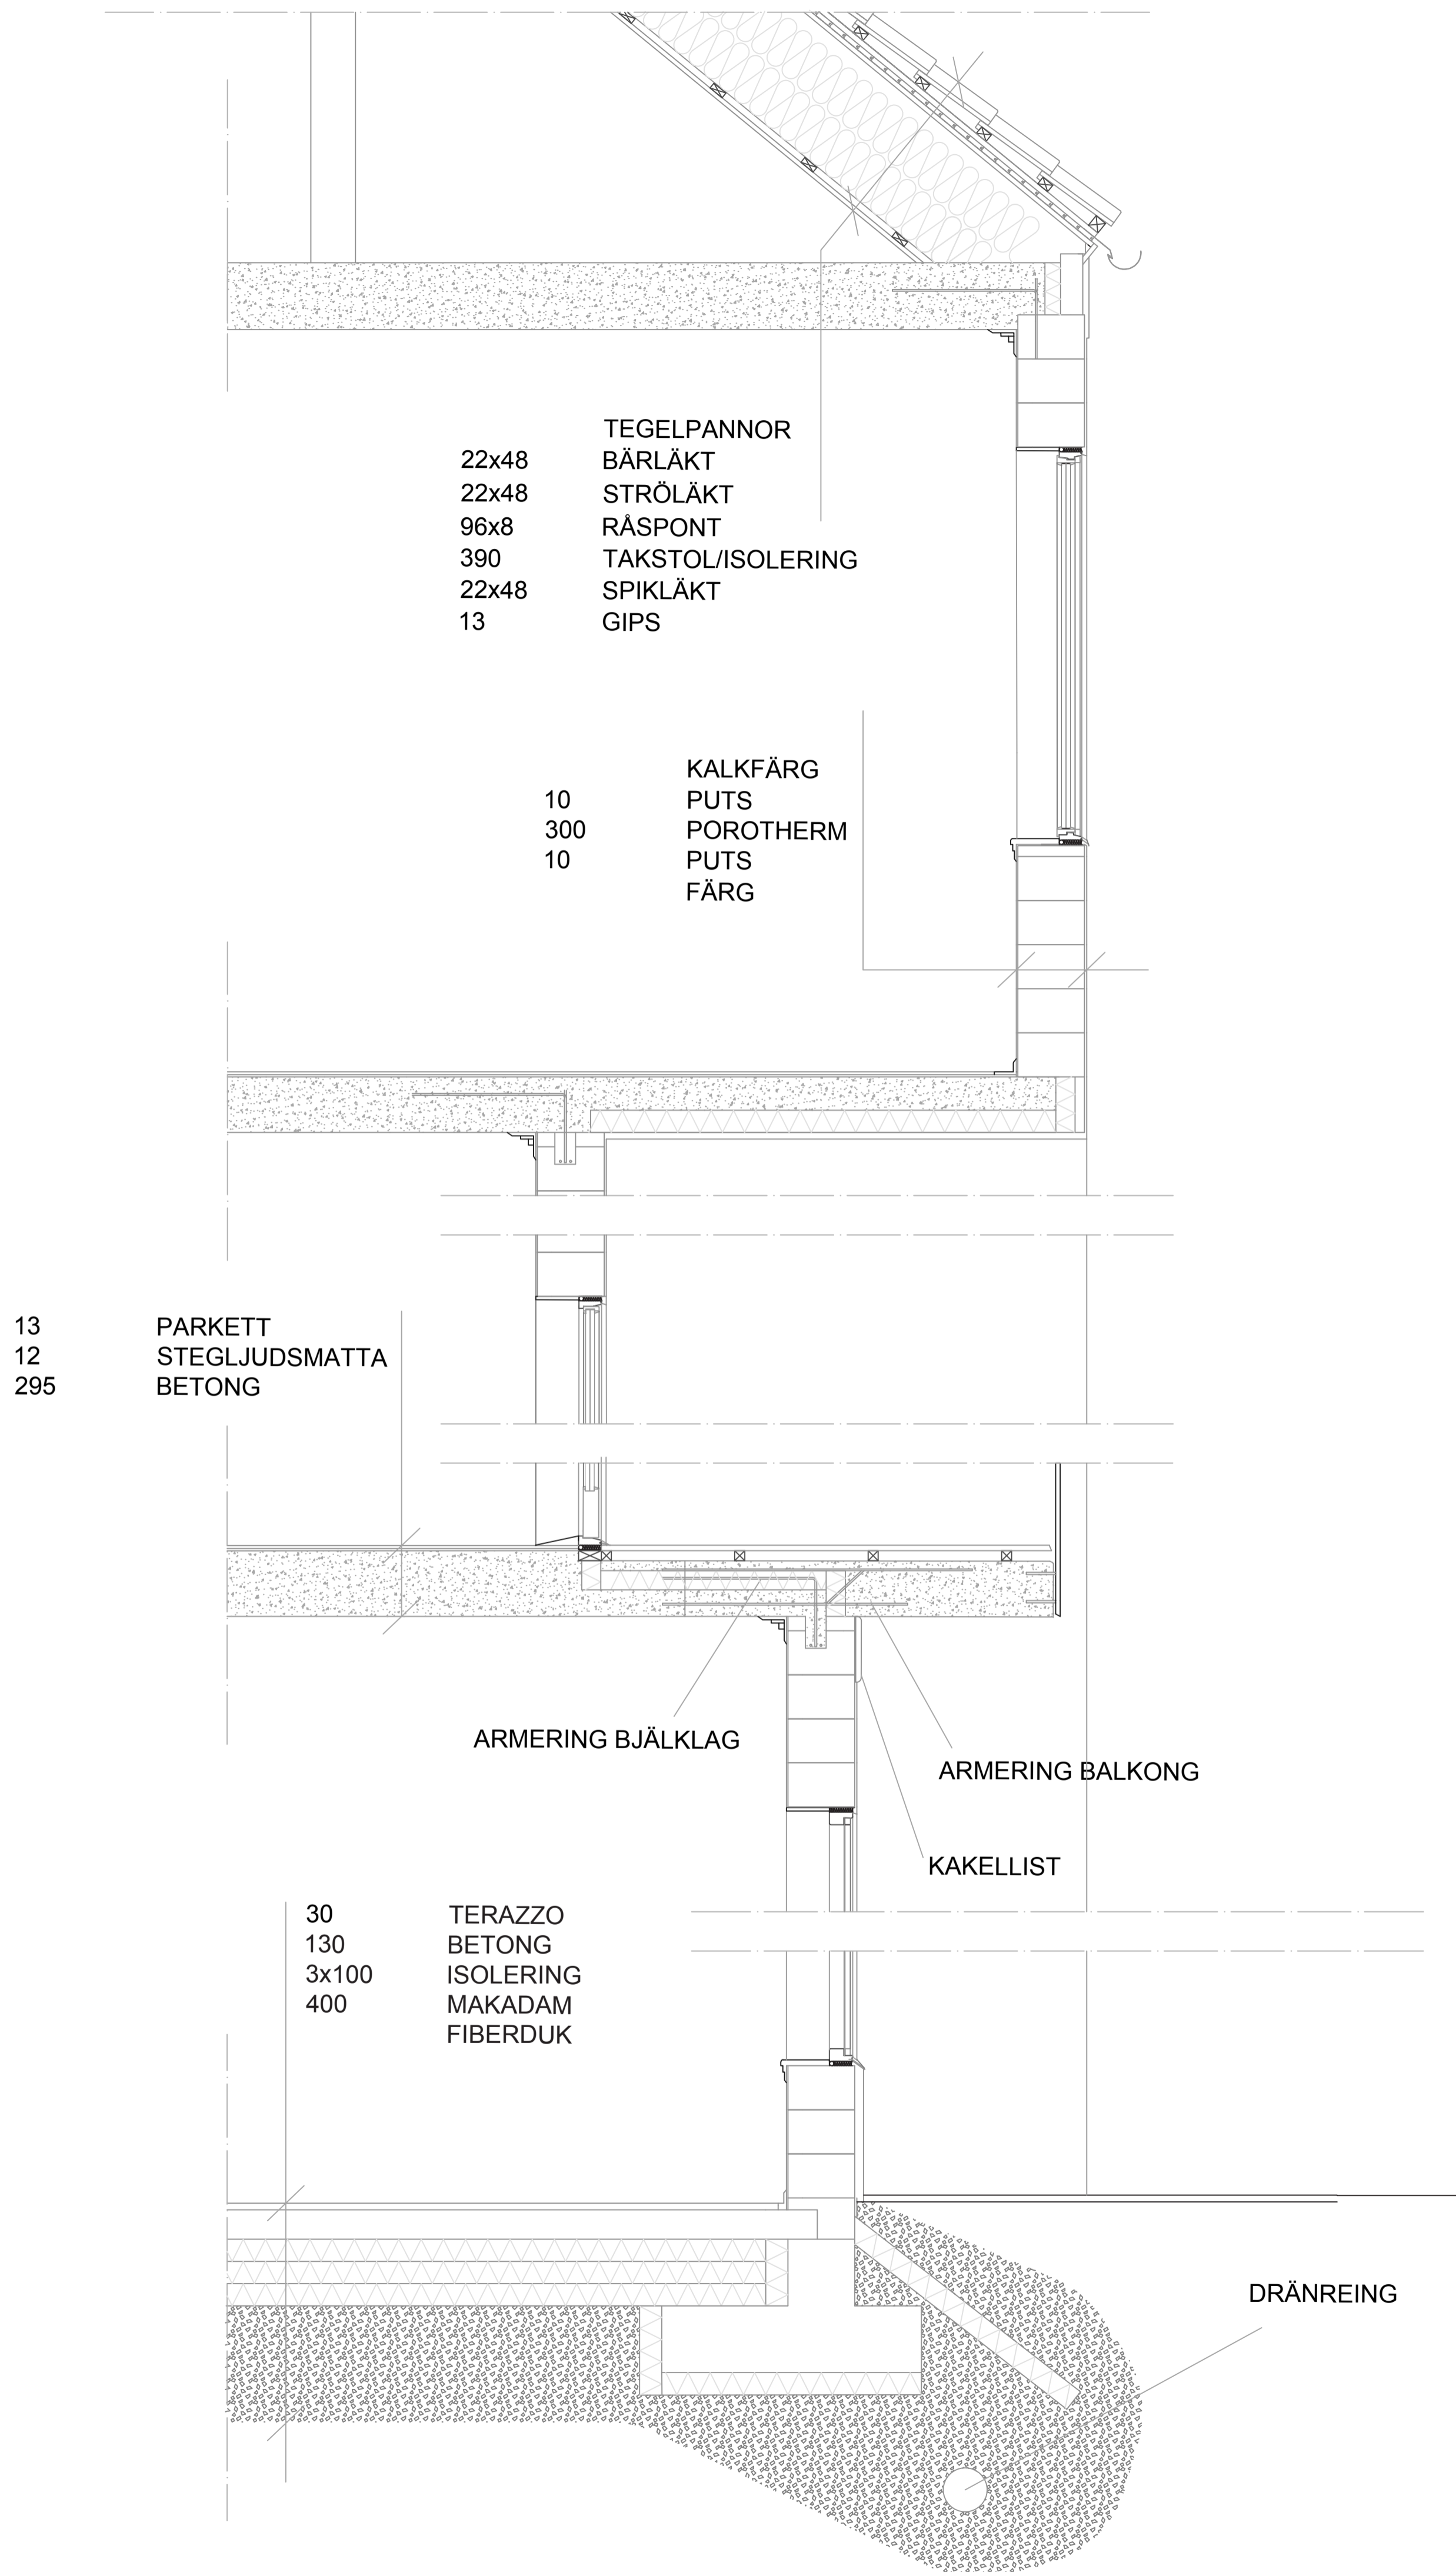 TEGELPANNOR
22x48 BÄRLÄKT
22x48 STRÖLÄKT
96x8 RÅSPONT
390 TAKSTOL/ISOLERING
22x48 SPIKLÄKT
13 GIPS
KALKFÄRG
10 PUTS
300 POROTHERM
10 PUTS
FÄRG
13 PARKETT
12 STEGLJUDSMATTA
295 BETONG
ARMERING BJÄLKLAG
ARMERING BALKONG
KAKELLIST
30 TERAZZO
130 BETONG
3x100 ISOLERING
400 MAKADAM
FIBERDUK
DRÄNREING